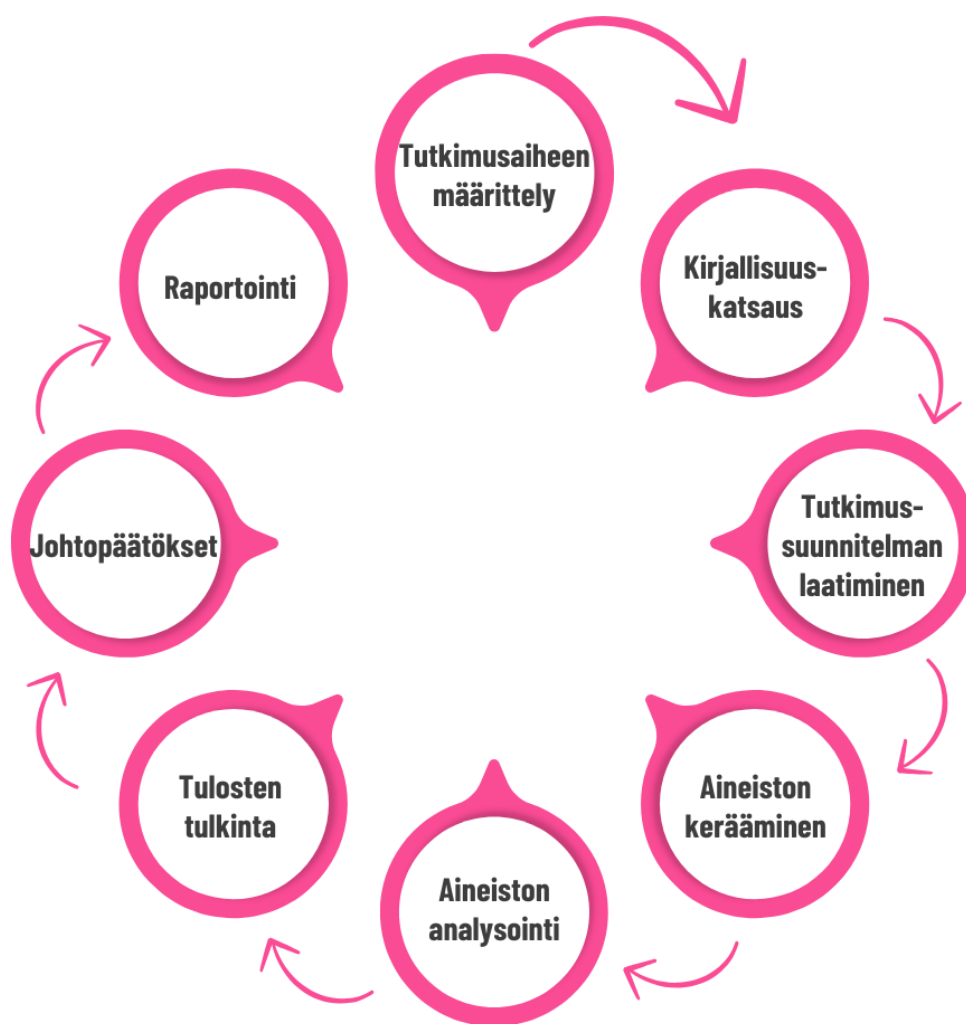 Tutkimusaiheen
määrittely
Kirjallisuus-
katsaus
Tutkimus-
suunnitelman
laatiminen
Aineiston
kerääminen
Aineiston
analysointi
Tulosten
tulkinta
Johtopäätökset
Raportointi